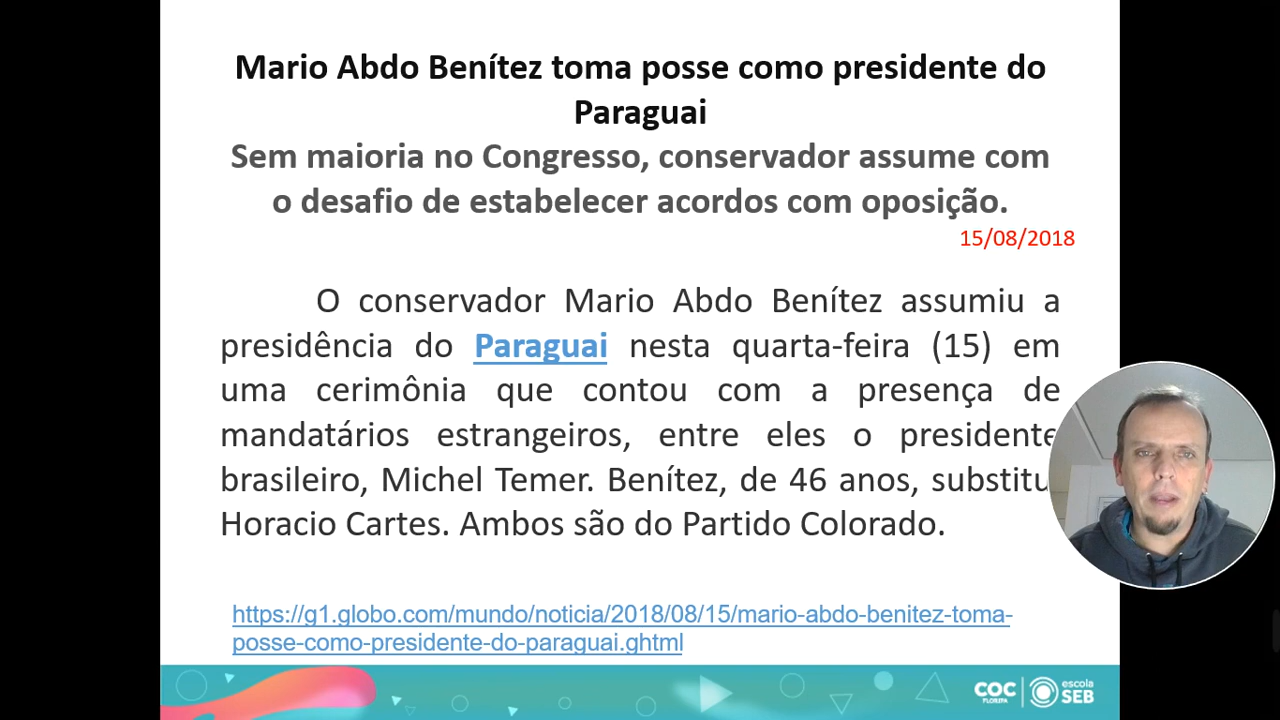 Mario Abdo Benítez toma posse como presidente do
Paraguai
Sem maioria no Congresso, conservador assume com
o desafio de estabelecer acordos com oposição.
15/08/2018
O conservador Mario Abdo Benítez assumiu a
presidência do Paraguai nesta quarta-feira (15) em
uma cerimônia que contou com a presença de
mandatários estrangeiros, entre eles o presidente
brasileiro, Michel Temer. Benítez, de 46 anos, substitu
Horacio Cartes. Ambos são do Partido Colorado.
https://g1.globo.com/mundo/noticia/2018/08/15/mario-abdo-benitez-toma-
posse-como-presidente-do-paraguai.ghtml
COC
FLORIPA
escola
SEB